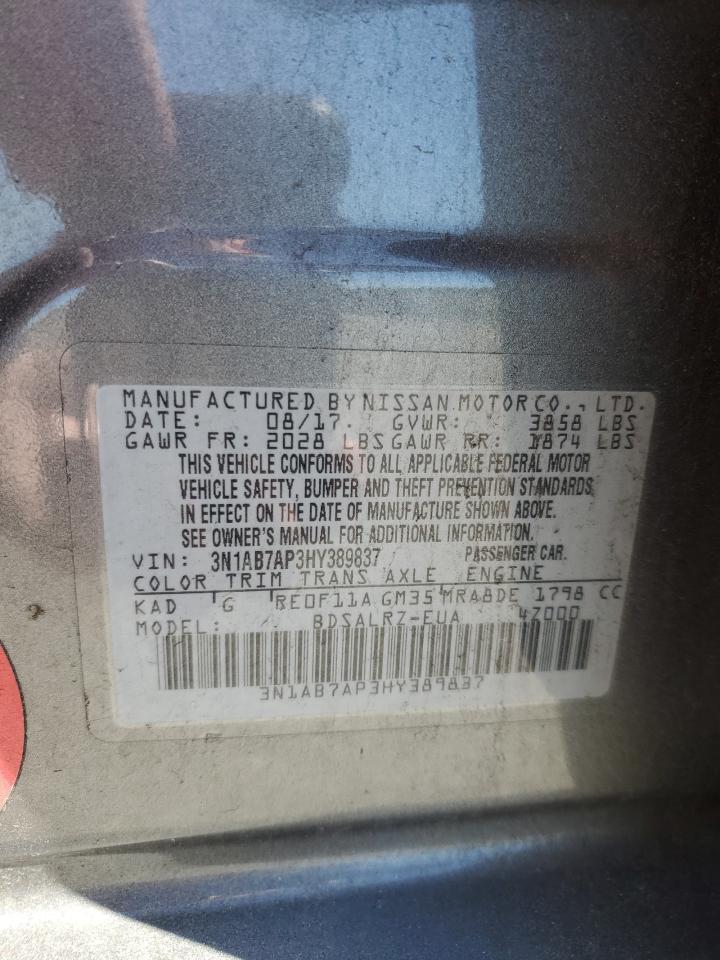 MANUFACTURED BY NISSAN MOTOR CO., LTD.
DATE: 08/17. GVWR: 3858 LBS
GAWR FR: 2028 LBS GAWR RR: 1874 LBS
THIS VEHICLE CONFORMS TO ALL APPLICABLE FEDERAL MOTOR
VEHICLE SAFETY, BUMPER AND THEFT PREVENTION STANDARDS
IN EFFECT ON THE DATE OF MANUFACTURE SHOWN ABOVE.
SEE OWNER'S MANUAL FOR ADDITIONAL INFORMATION.
VIN: 3N1AB7AP3HY389837 PASSENGER CAR.
COLOR TRIM TRANS AXLE ENGINE
KAD G RE0F11A GM35 MRA8DE 1798 CC
MODEL: BDSALRZ-EUA 4Z000
3N1AB7AP3HY389837